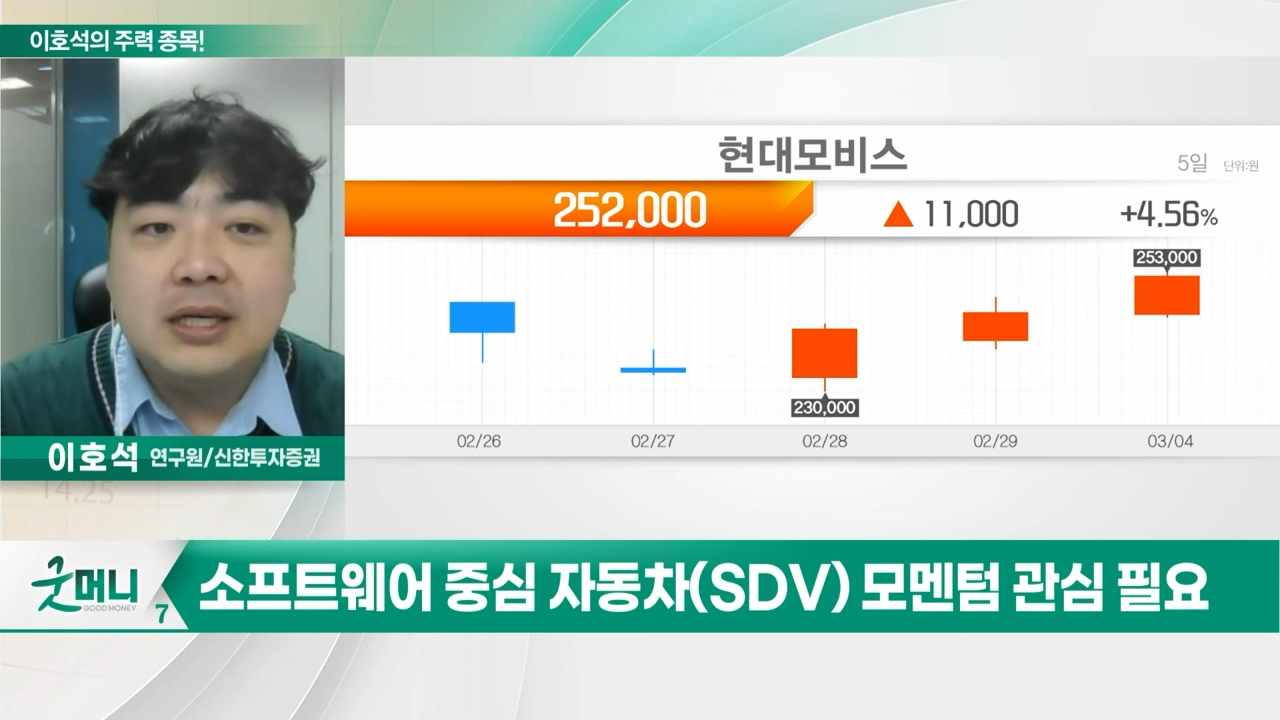 이호석의 주력 종목!
현대모비스
5일 단위:원
252,000 ▲ 11,000 +4.56%
253,000
230,000
02/26 02/27 02/28 02/29 03/04
이호석 연구원/신한투자증권
14.25
굿머니 GOOD MONEY 7
소프트웨어 중심 자동차(SDV) 모멘텀 관심 필요